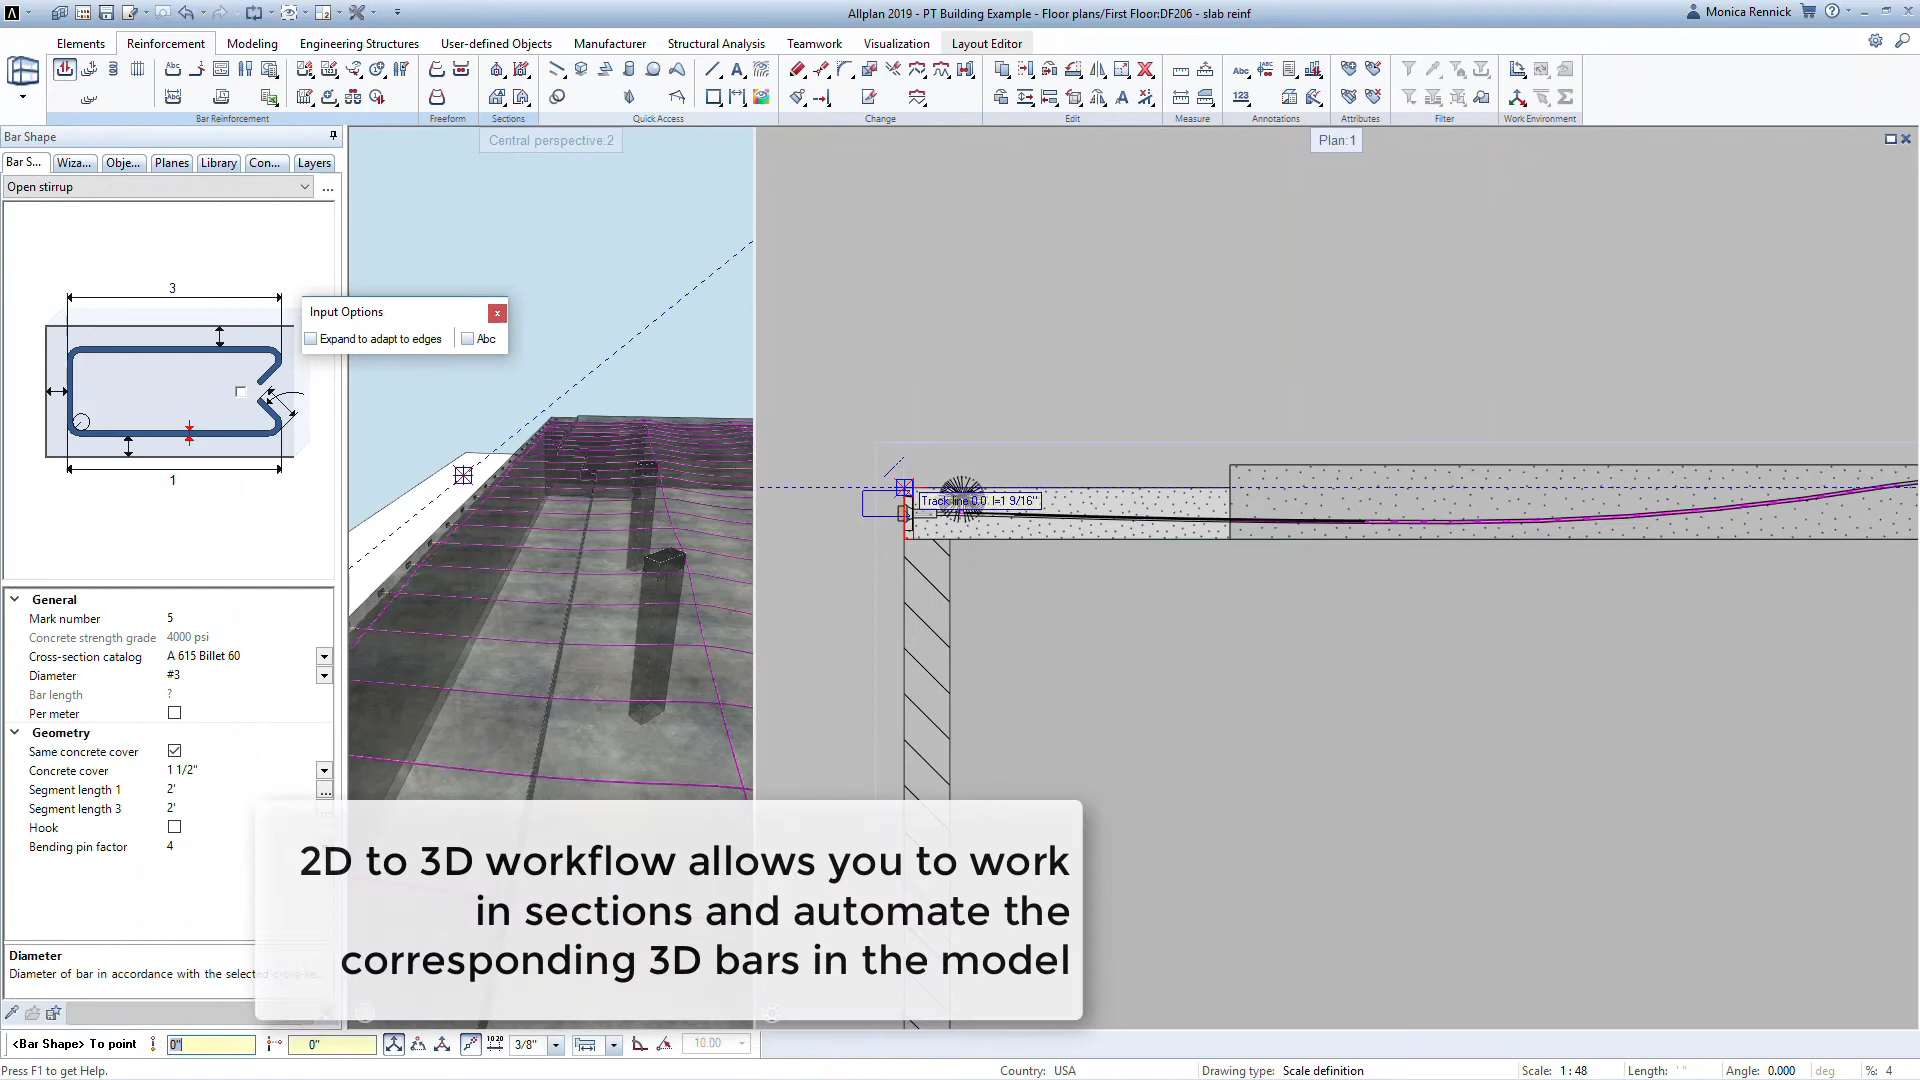 Allplan 2019 - PT Building Example - Floor plans/First Floor:DF206 - slab reinf
Monica Rennick
Elements
Reinforcement
Modeling
Engineering Structures
User-defined Objects
Manufacturer
Structural Analysis
Teamwork
Visualization
Layout Editor
Bar Reinforcement
Freeform
Sections
Quick Access
Change
Edit
Measure
Annotations
Attributes
Filter
Work Environment
Bar Shape
Bar S...
Wiza...
Obje...
Planes
Library
Con...
Layers
Open stirrup
...
Central perspective:2
Plan:1
3
1
Input Options
Expand to adapt to edges
Abc
Track line 0.0. l=1 9/16"
General
Mark number 5
Concrete strength grade 4000 psi
Cross-section catalog A 615 Billet 60
Diameter #3
Bar length ?
Per meter
Geometry
Same concrete cover
Concrete cover 1 1/2"
Segment length 1 2'
Segment length 3 2'
Hook
Bending pin factor 4
2D to 3D workflow allows you to work
in sections and automate the
corresponding 3D bars in the model
Diameter
Diameter of bar in accordance with the selected
<Bar Shape> To point
0"
0"
3/8"
10.00
Press F1 to get Help.
Country: USA
Drawing type: Scale definition
Scale: 1 : 48
Length: ' "
Angle: 0.000
deg
%: 4